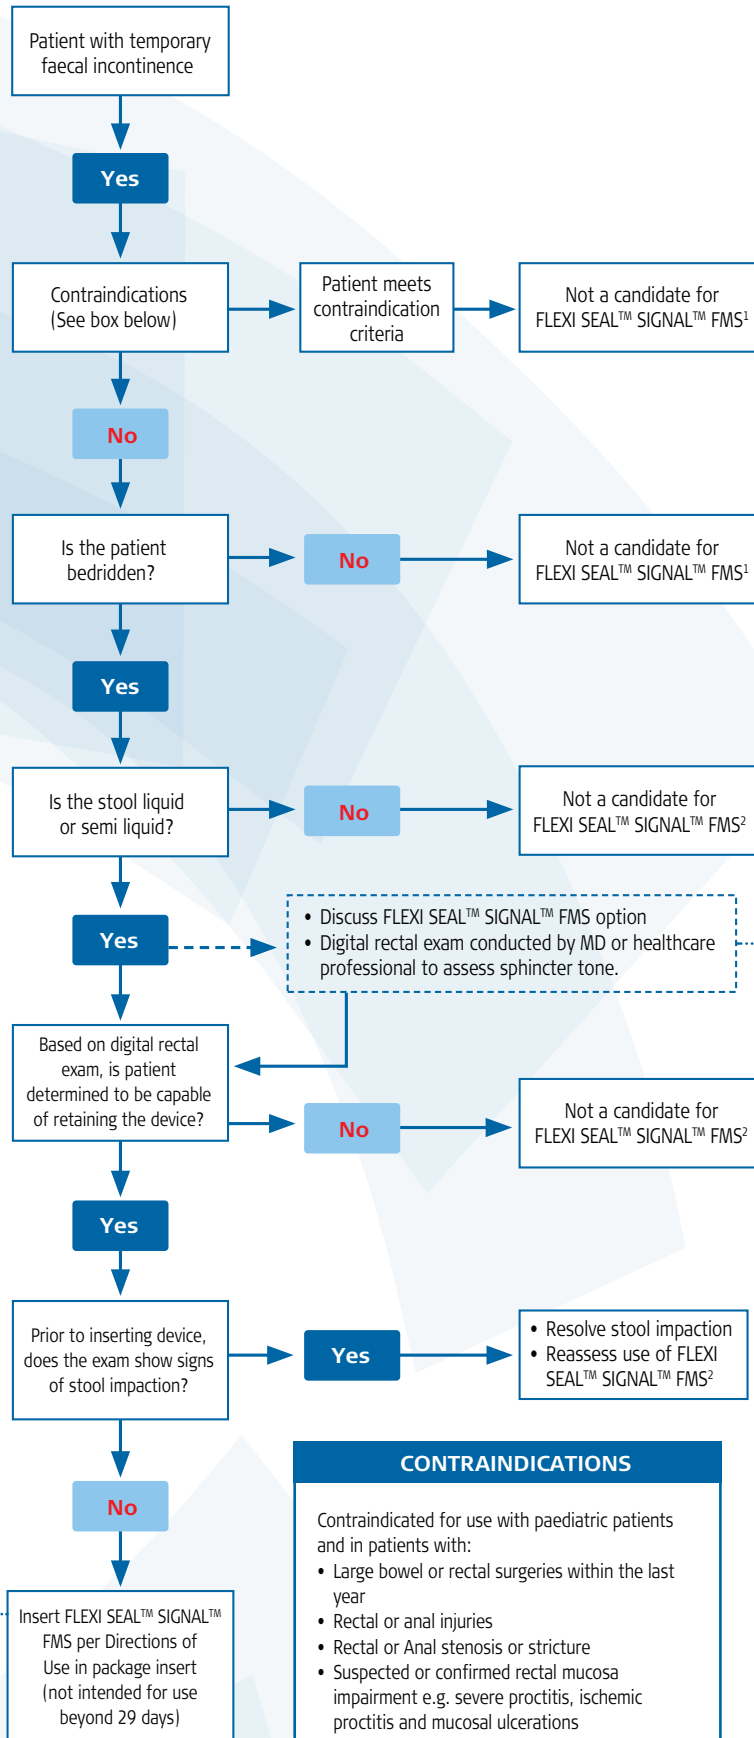 Patient with temporary
faecal incontinence
Yes
Contraindications
(See box below)
Patient meets
contraindication
criteria
Not a candidate for
FLEXI SEAL™ SIGNAL™ FMS¹
No
Is the patient
bedridden?
No
Not a candidate for
FLEXI SEAL™ SIGNAL™ FMS¹
Yes
Is the stool liquid
or semi liquid?
No
Not a candidate for
FLEXI SEAL™ SIGNAL™ FMS²
Yes
• Discuss FLEXI SEAL™ SIGNAL™ FMS option
• Digital rectal exam conducted by MD or healthcare
professional to assess sphincter tone.
Based on digital rectal
exam, is patient
determined to be capable
of retaining the device?
No
Not a candidate for
FLEXI SEAL™ SIGNAL™ FMS²
Yes
Prior to inserting device,
does the exam show signs
of stool impaction?
Yes
• Resolve stool impaction
• Reassess use of FLEXI
SEAL™ SIGNAL™ FMS²
No
Insert FLEXI SEAL™ SIGNAL™
FMS per Directions of
Use in package insert
(not intended for use
beyond 29 days)
CONTRAINDICATIONS
Contraindicated for use with paediatric patients
and in patients with:
• Large bowel or rectal surgeries within the last
year
• Rectal or anal injuries
• Rectal or Anal stenosis or stricture
• Suspected or confirmed rectal mucosa
impairment e.g. severe proctitis, ischemic
proctitis and mucosal ulcerations